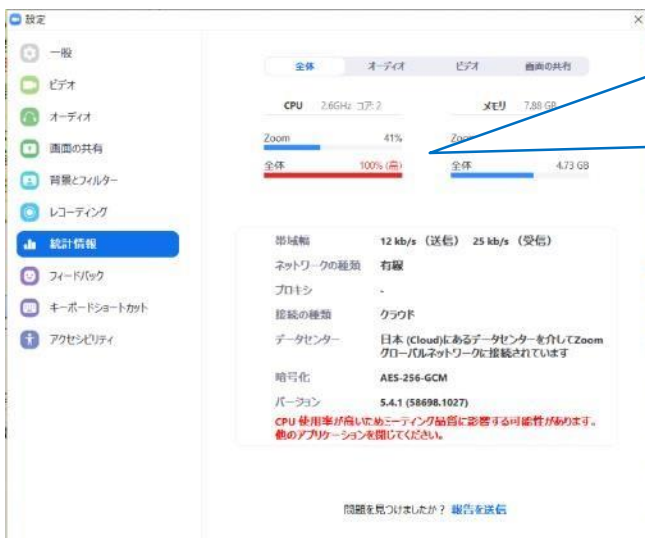 設定
一般
ビデオ
オーディオ
画面の共有
背景とフィルター
レコーディング
統計情報
フィードバック
キーボードショートカット
アクセシビリティ
全体 オーディオ ビデオ 画面の共有
CPU 2.6GHz コア: 2 メモリ 7.88 GB
Zoom 41% Zoom
全体 100% (高) 全体 4.73 GB
帯域幅 12 kb/s （送信） 25 kb/s （受信）
ネットワークの種類 有線
プロキシ -
接続の種類 クラウド
データセンター 日本 (Cloud)にあるデータセンターを介してZoom
グローバルネットワークに接続されています
暗号化 AES-256-GCM
バージョン 5.4.1 (58698.1027)
CPU 使用率が高いためミーティング品質に影響する可能性があります。
他のアプリケーションを閉じてください。
問題を見つけましたか？ 報告を送信